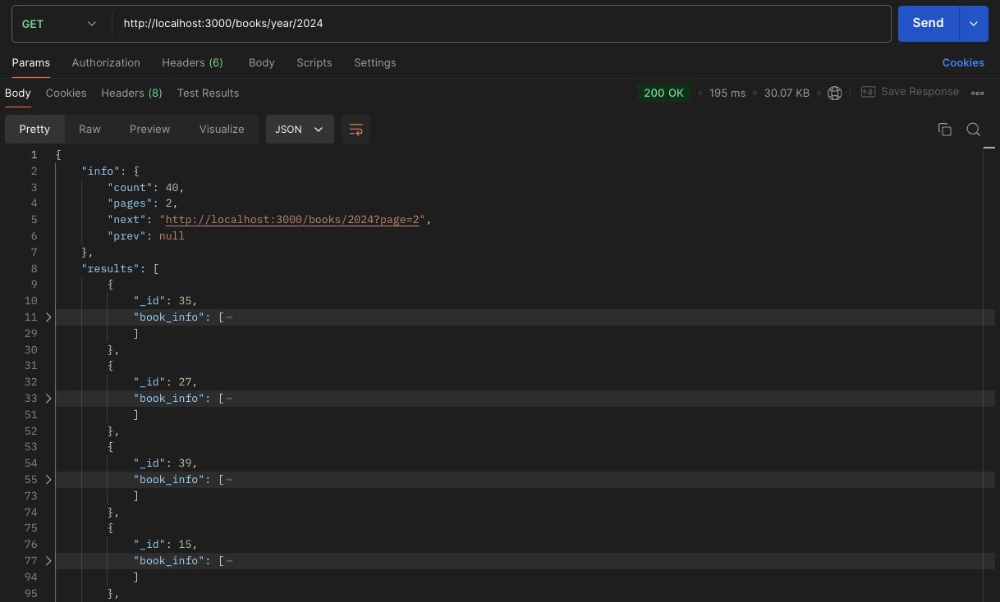 GET http://localhost:3000/books/year/2024 Send
Params Authorization Headers (6) Body Scripts Settings Cookies
Body Cookies Headers (8) Test Results 200 OK 195 ms 30.07 KB e.g. Save Response
Pretty Raw Preview Visualize JSON
1 {
2 "info": {
3 "count": 40,
4 "pages": 2,
5 "next": "http://localhost:3000/books/2024?page=2",
6 "prev": null
7 },
8 "results": [
9 {
10 "_id": 35,
11 "book_info": [ ⋯
29 ]
30 },
31 {
32 "_id": 27,
33 "book_info": [ ⋯
51 ]
52 },
53 {
54 "_id": 39,
55 "book_info": [ ⋯
73 ]
74 },
75 {
76 "_id": 15,
77 "book_info": [ ⋯
94 ]
95 },